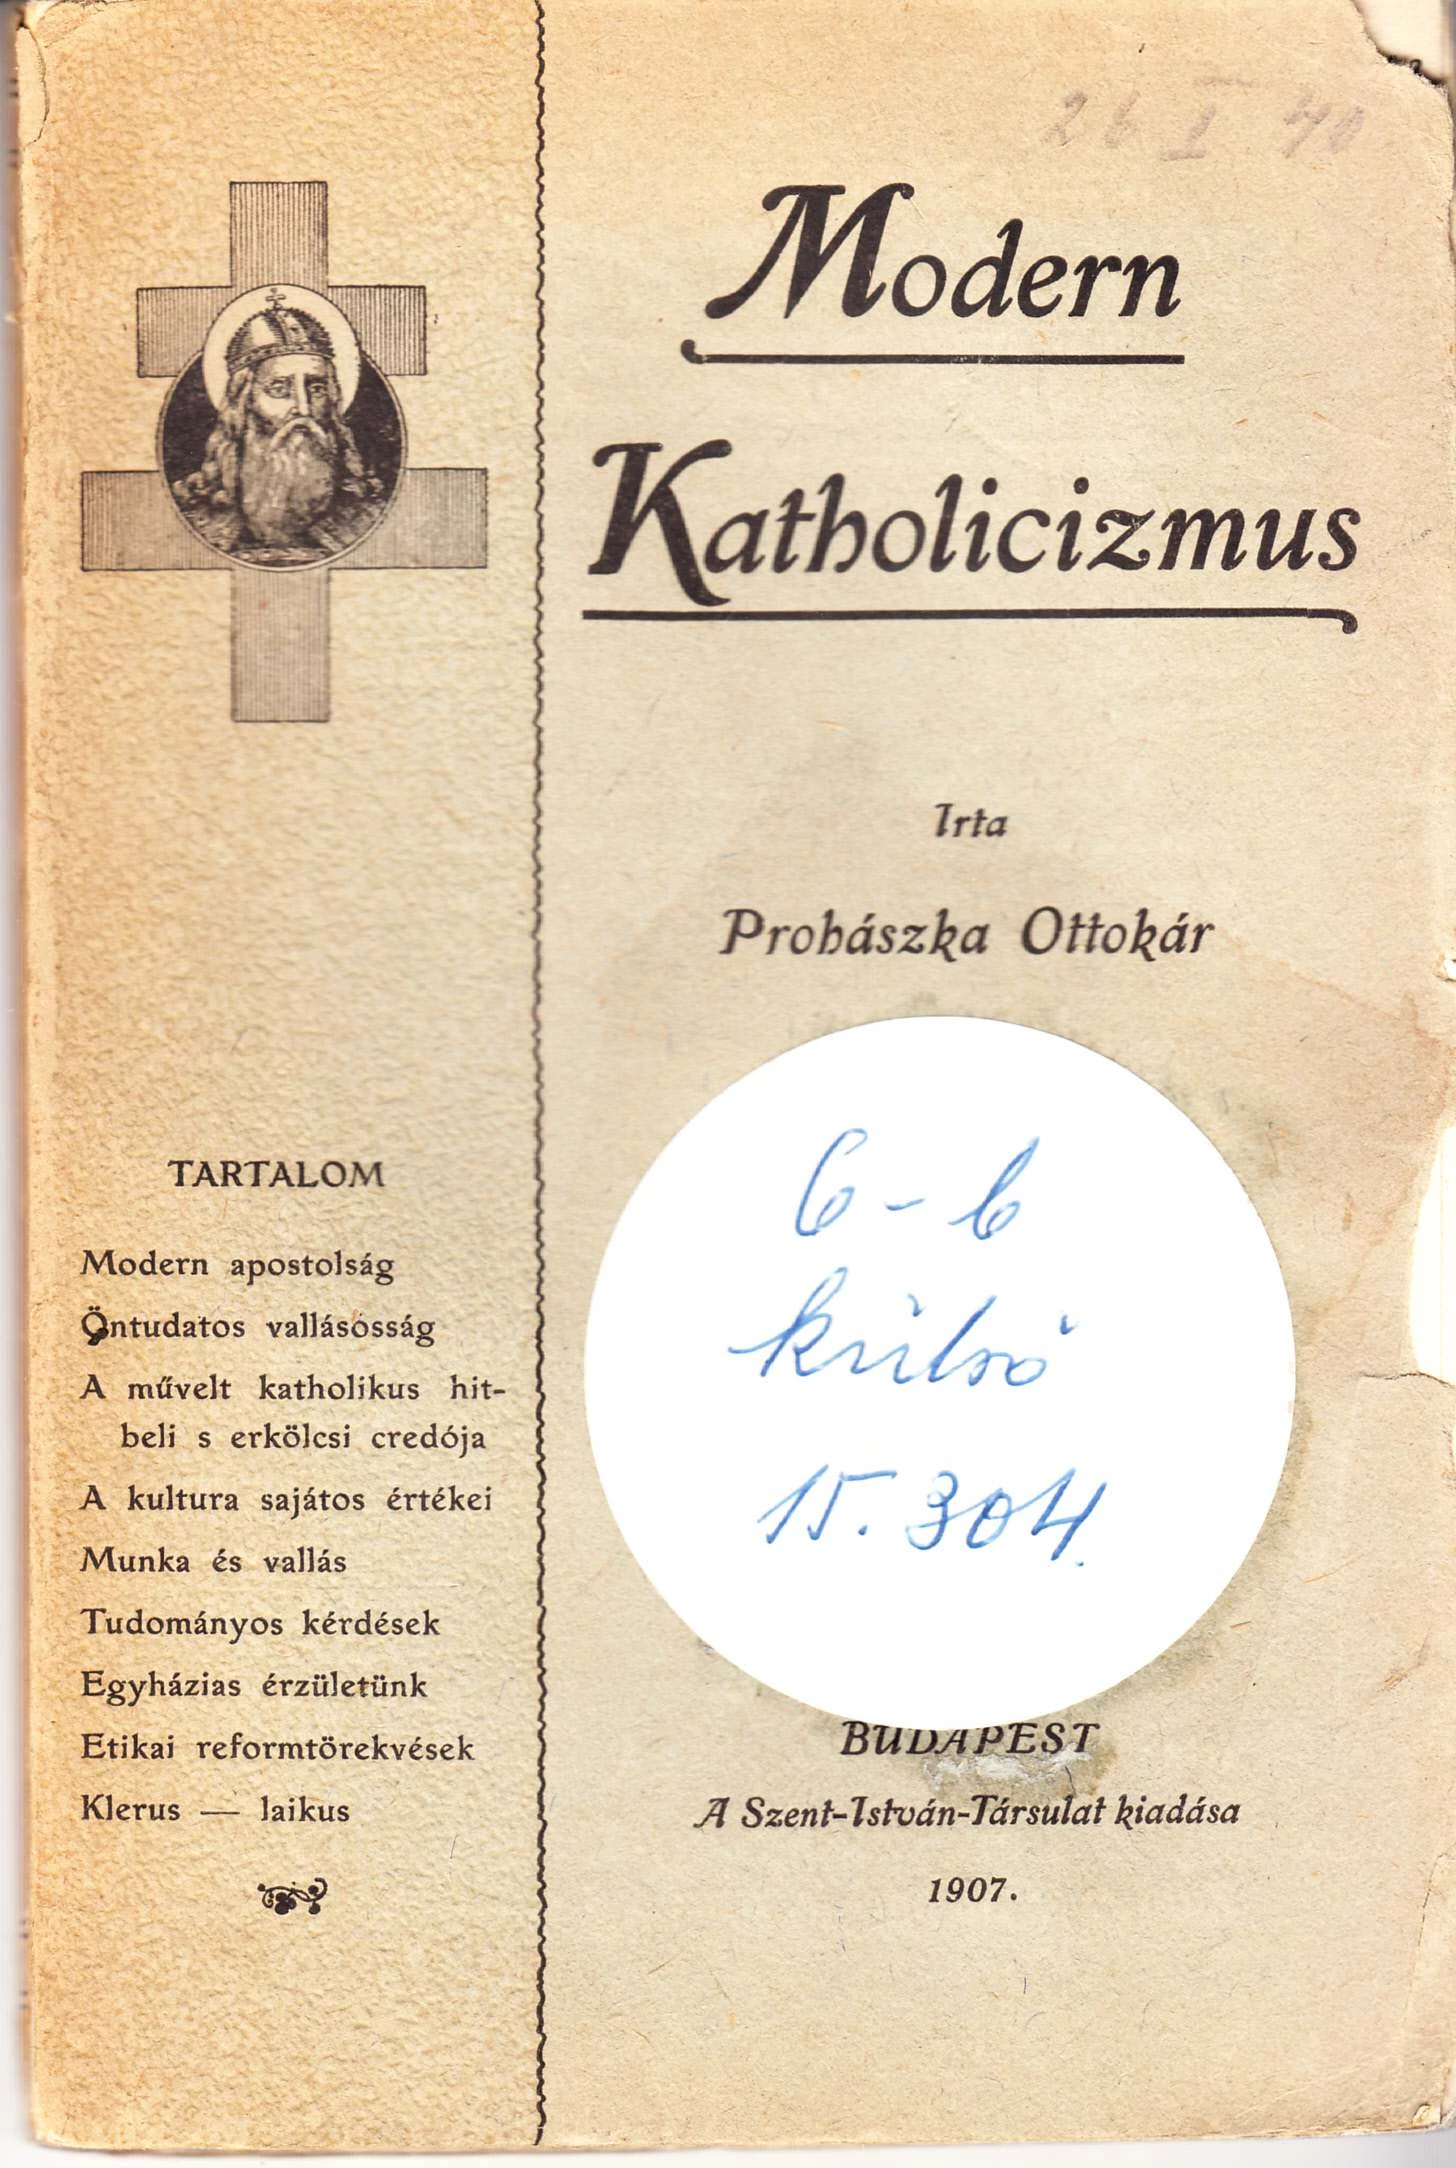 26 I 40
Modern
Katholicizmus
Irta
Prohászka Ottokár
6-6
külső
15.304.
BUDAPEST
A Szent-István-Társulat kiadása
1907.
TARTALOM
Modern apostolság
Öntudatos vallásósság
A művelt katholikus hit-
beli s erkölcsi credója
A kultura sajátos értékei
Munka és vallás
Tudományos kérdések
Egyházias érzületünk
Etikai reformtörekvések
Klerus — laikus